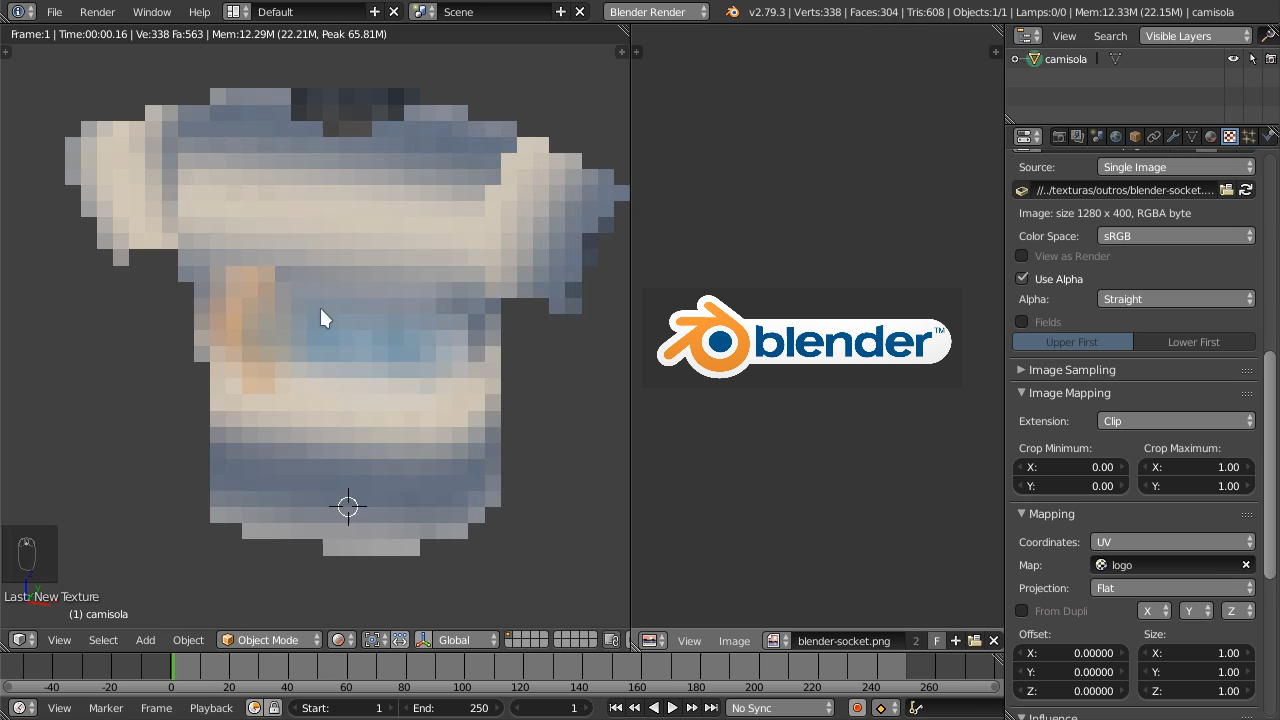 File Render Window Help Default Scene Blender Render v2.79.3 | Verts:338 | Faces:304 | Tris:608 | Objects:1/1 | Lamps:0/0 | Mem:12.33M (22.15M) | camisola
Frame:1 | Time:00:00.16 | Ve:338 Fa:563 | Mem:12.29M (22.21M, Peak 65.81M)
View Search Visible Layers
camisola
Source: Single Image
//../texturas/outros/blender-socket....
Image: size 1280 x 400, RGBA byte
Color Space: sRGB
View as Render
Use Alpha
Alpha: Straight
Fields
Upper First Lower First
blender™
Image Sampling
Image Mapping
Extension: Clip
Crop Minimum: Crop Maximum:
X: 0.00 X: 1.00
Y: 0.00 Y: 1.00
Mapping
Coordinates: UV
Map: logo
Projection: Flat
From Dupli X Y Z
Offset: Size:
X: 0.00000 X: 1.00
Y: 0.00000 Y: 1.00
Z: 0.00000 Z: 1.00
Last: New Texture
(1) camisola
View Select Add Object Object Mode Global
View Image blender-socket.png 2 F
-40 -20 0 20 40 60 80 100 120 140 160 180 200 220 240 260
View Marker Frame Playback Start: 1 End: 250 1 No Sync